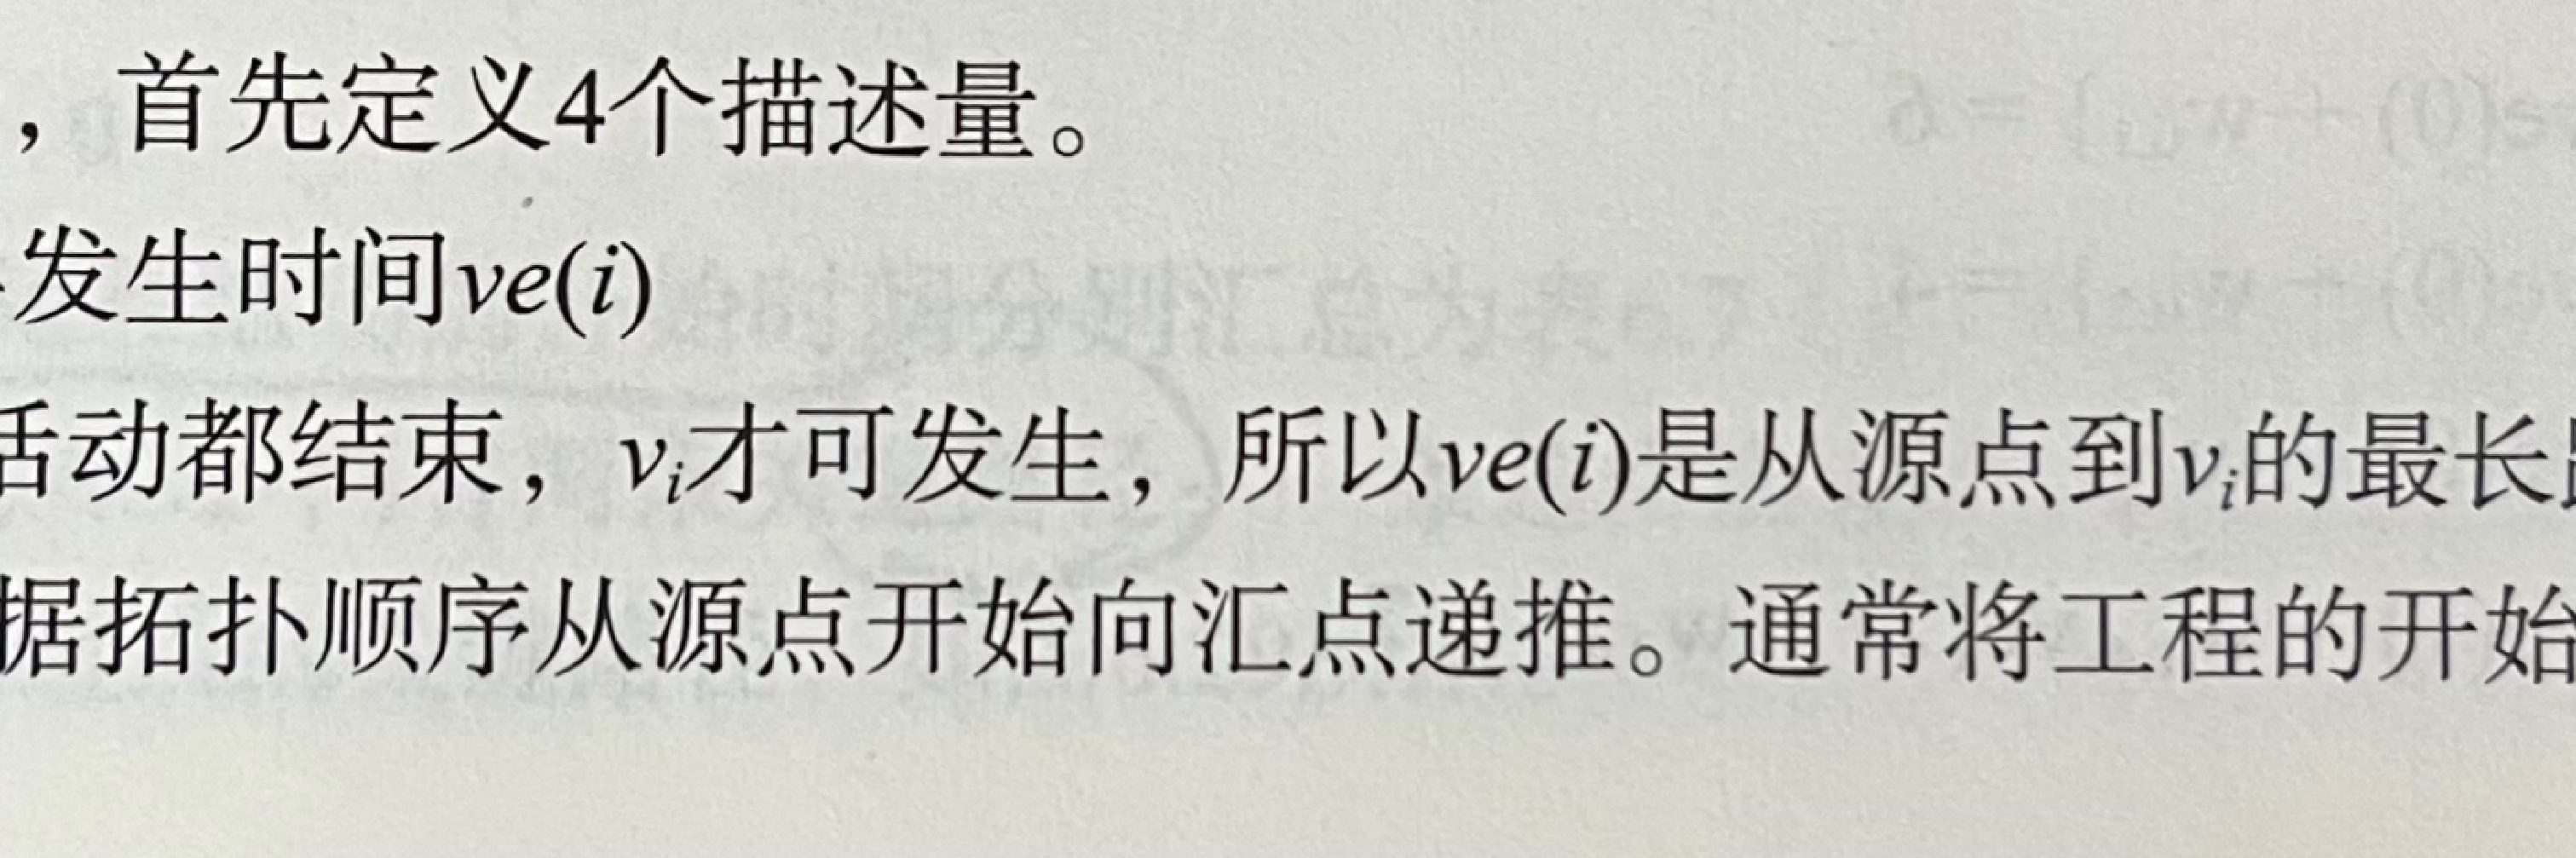 ，首先定义4个描述量。
发生时间ve(i)
活动都结束，vi才可发生，所以ve(i)是从源点到vi的最长
据拓扑顺序从源点开始向汇点递推。通常将工程的开始